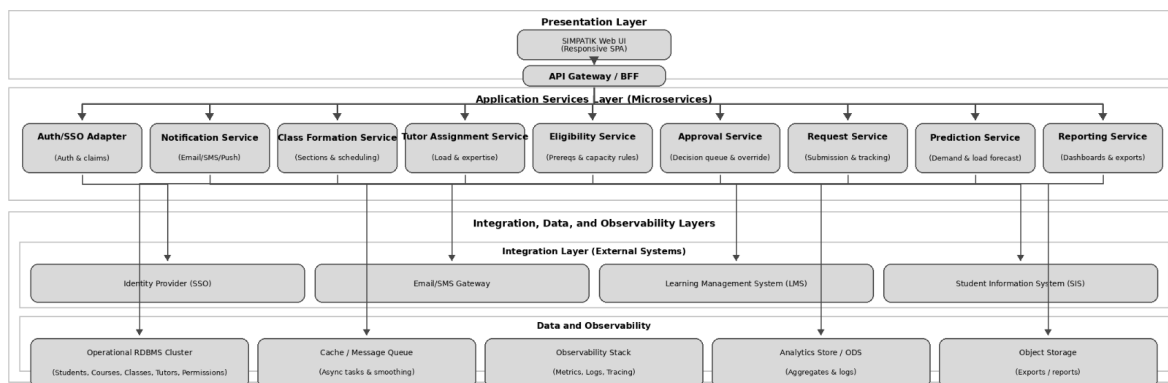 Presentation Layer
SIMPATIK Web UI
(Responsive SPA)
API Gateway / BFF
Application Services Layer (Microservices)
Auth/SSO Adapter
(Auth & claims)
Notification Service
(Email/SMS/Push)
Class Formation Service
(Sections & scheduling)
Tutor Assignment Service
(Load & expertise)
Eligibility Service
(Prereqs & capacity rules)
Approval Service
(Decision queue & override)
Request Service
(Submission & tracking)
Prediction Service
(Demand & load forecast)
Reporting Service
(Dashboards & exports)
Integration, Data, and Observability Layers
Integration Layer (External Systems)
Identity Provider (SSO)
Email/SMS Gateway
Learning Management System (LMS)
Student Information System (SIS)
Data and Observability
Operational RDBMS Cluster
(Students, Courses, Classes, Tutors, Permissions)
Cache / Message Queue
(Async tasks & smoothing)
Observability Stack
(Metrics, Logs, Tracing)
Analytics Store / ODS
(Aggregates & logs)
Object Storage
(Exports / reports)